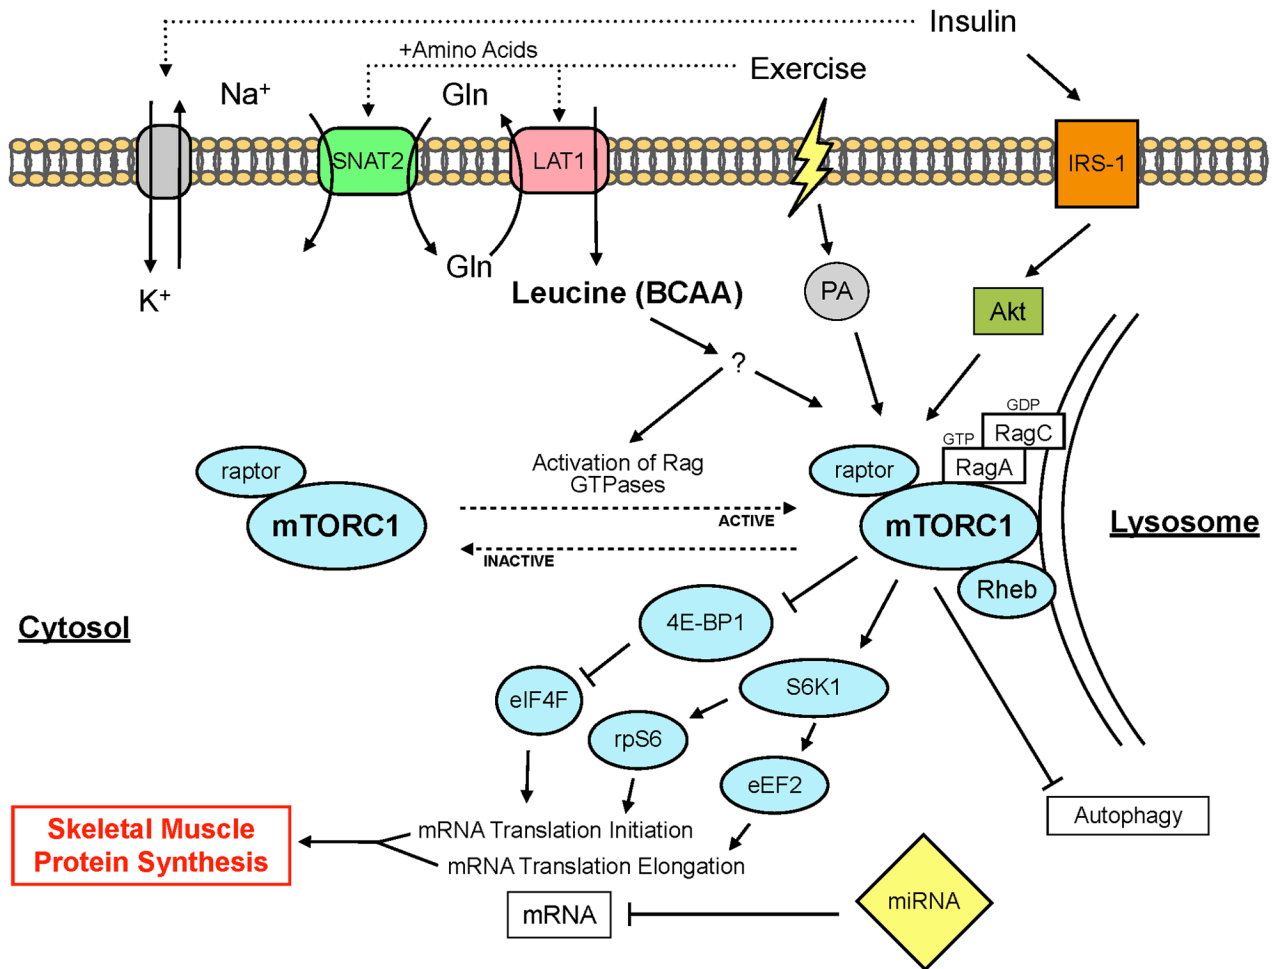 Insulin
+Amino Acids
Exercise
Na+
Gln
SNAT2
LAT1
IRS-1
Gln
K+
Leucine (BCAA)
PA
Akt
?
GDP
RagC
GTP
RagA
raptor
mTORC1
Activation of Rag
GTPases
ACTIVE
INACTIVE
raptor
mTORC1
Rheb
Lysosome
Cytosol
4E-BP1
eIF4F
S6K1
rpS6
eEF2
Autophagy
Skeletal Muscle
Protein Synthesis
mRNA Translation Initiation
mRNA Translation Elongation
mRNA
miRNA